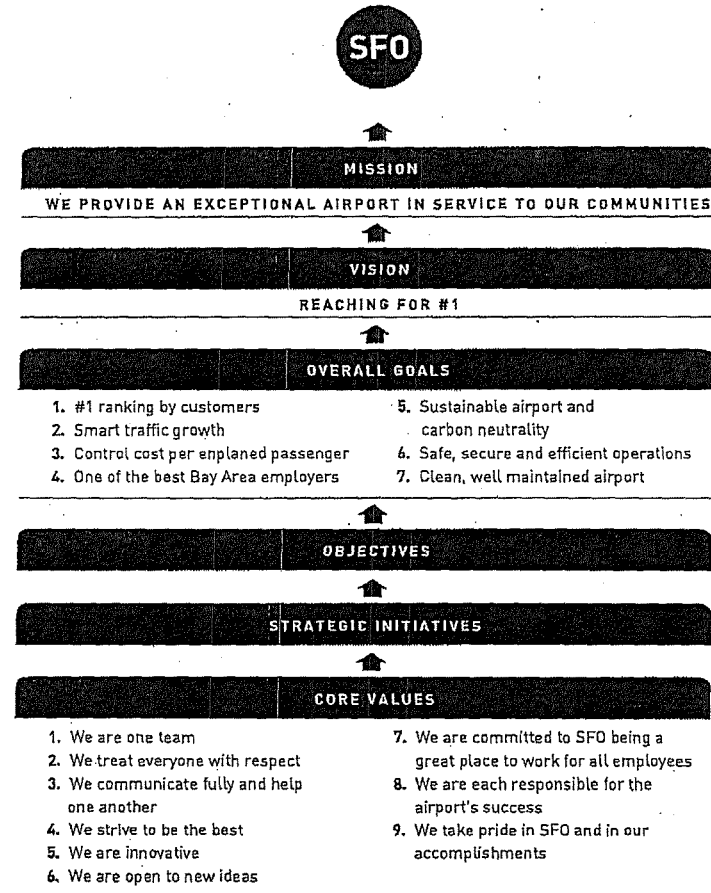 SFO
MISSION
WE PROVIDE AN EXCEPTIONAL AIRPORT IN SERVICE TO OUR COMMUNITIES
VISION
REACHING FOR #1
OVERALL GOALS
1. #1 ranking by customers
2. Smart traffic growth
3. Control cost per enplaned passenger
4. One of the best Bay Area employers
5. Sustainable airport and
carbon neutrality
6. Safe, secure and efficient operations
7. Clean, well maintained airport
OBJECTIVES
STRATEGIC INITIATIVES
CORE VALUES
1. We are one team
2. We treat everyone with respect
3. We communicate fully and help
one another
4. We strive to be the best
5. We are innovative
6. We are open to new ideas
7. We are committed to SFO being a
great place to work for all employees
8. We are each responsible for the
airport's success
9. We take pride in SFO and in our
accomplishments